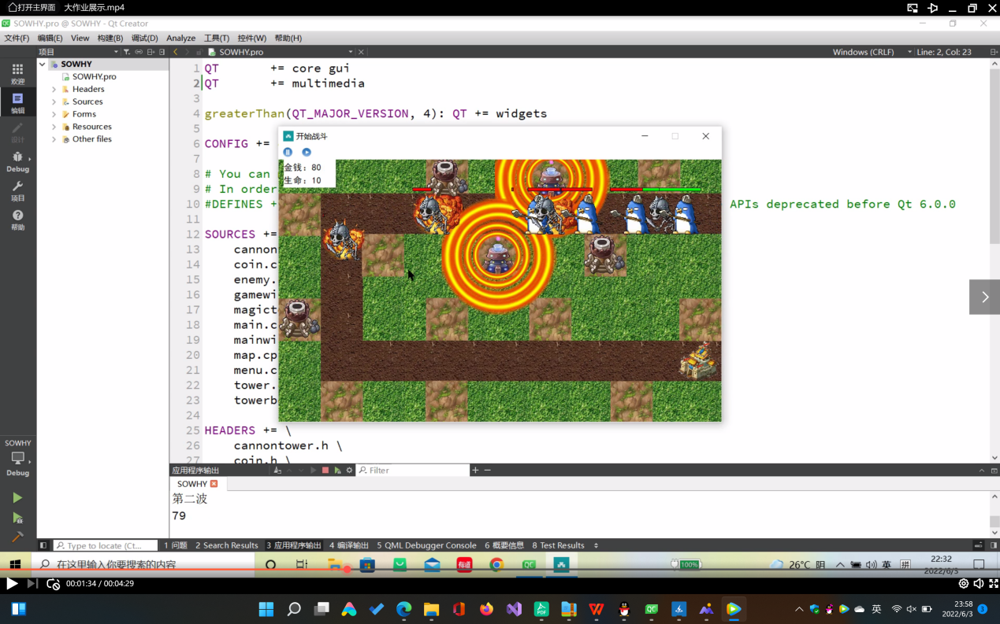 打开主界面 大作业展示.mp4
SOWHY.pro @ SOWHY - Qt Creator
文件(F) 编辑(E) View 构建(B) 调试(D) Analyze 工具(T) 控件(W) 帮助(H)
项目 SOWHY.pro Windows (CRLF) Line: 2, Col: 23
欢迎
编辑
设计
Debug
项目
帮助
SOWHY
Debug
SOWHY
SOWHY.pro
Headers
Sources
Forms
Resources
Other files
1 QT += core gui
2 QT += multimedia
3
4 greaterThan(QT_MAJOR_VERSION, 4): QT += widgets
5
6 CONFIG +=
7
8 # You can
9 # In order
10 #DEFINES + APIs deprecated before Qt 6.0.0
11
12 SOURCES +=
13 cannon
14 coin.c
15 enemy.
16 gamewi
17 magict
18 main.c
19 mainwi
20 map.cp
21 menu.c
22 tower.
23 towerb
24
25 HEADERS += \
26 cannontower.h \
27 coin.h \
开始战斗
金钱：80
生命：10
应用程序输出 Filter
SOWHY
第二波
79
Type to locate (Ct... 1 问题 2 Search Results 3 应用程序输出 4 编译输出 5 QML Debugger Console 6 概要信息 8 Test Results
在这里输入你要搜索的内容 有道 QC 100% 26°C 阴 英 拼 22:32
2022/6/3
00:01:34 / 00:04:29
PDF QC 英 23:58
2022/6/3 3